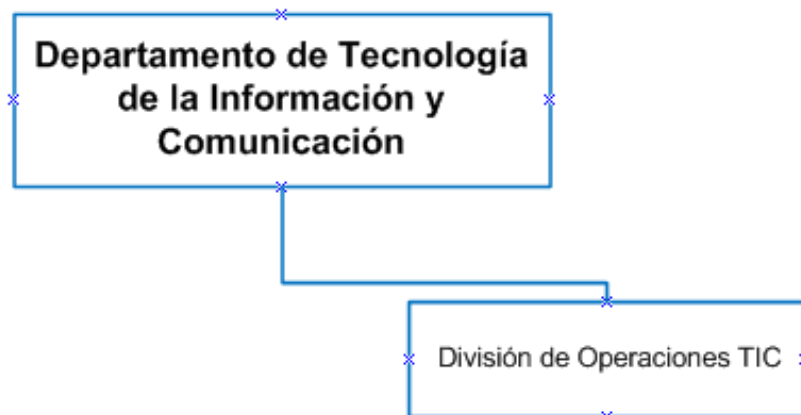 Departamento de Tecnología
de la Información y
Comunicación
División de Operaciones TIC